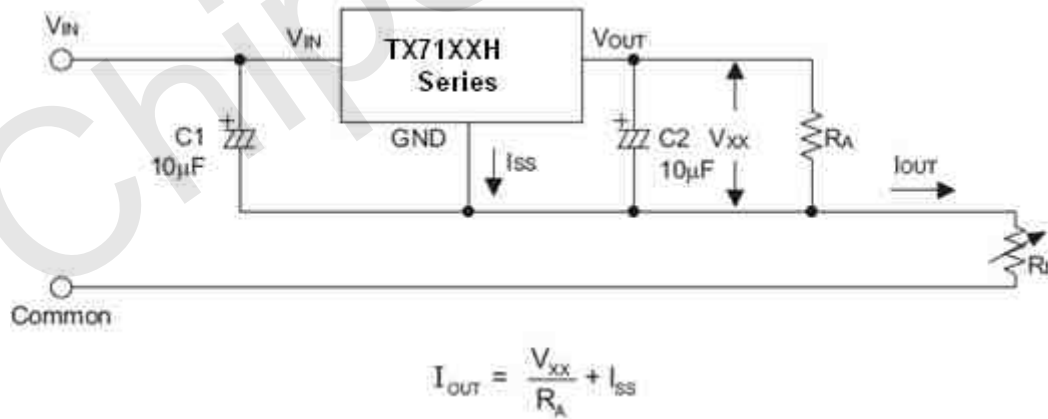 VIN
VIN
TX71XXH
Series
VOUT
GND
C1
10µF
ISS
C2
10µF
VXX
RA
IOUT
Common
IOUT = VXX / RA + ISS